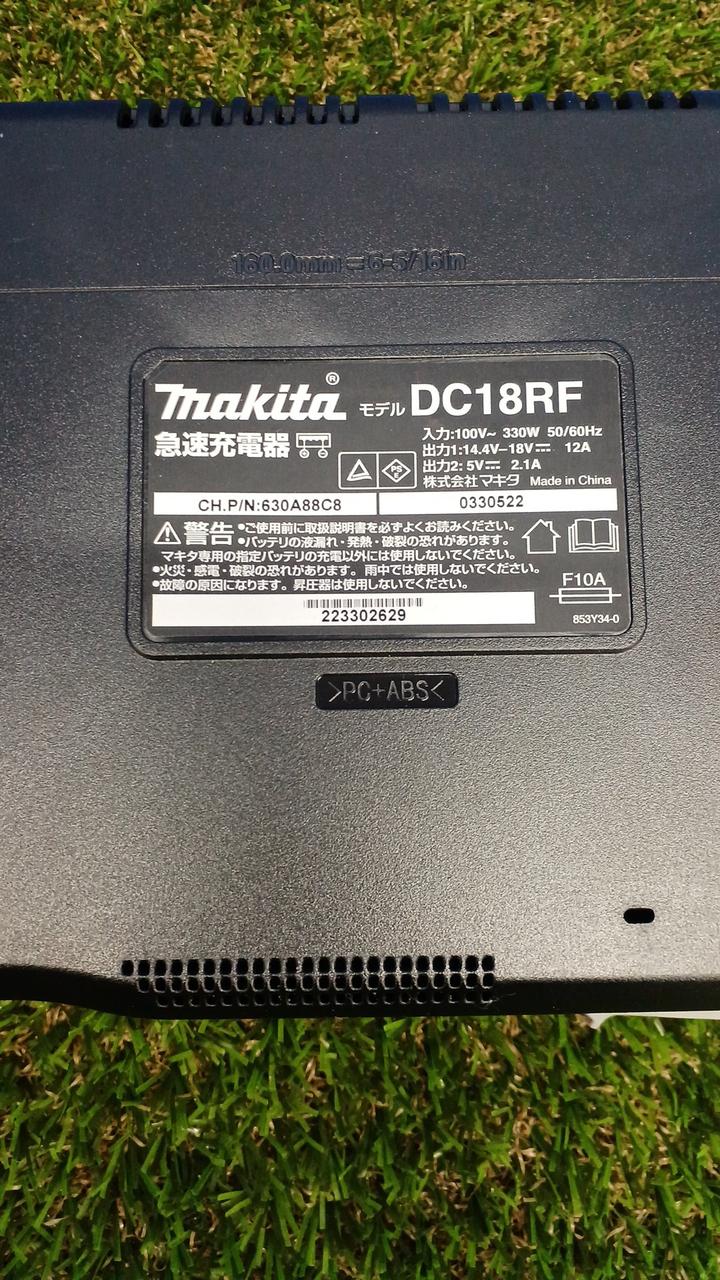 160.0mm=6-5/16in
makita® モデル DC18RF
急速充電器
入力:100V~ 330W 50/60Hz
出力1:14.4V-18V⎓ 12A
出力2: 5V⎓ 2.1A
株式会社 マキタ Made in China
PS E
CH.P/N:630A88C8 0330522
⚠警告 •ご使用前に取扱説明書を必ずよくお読みください。
•バッテリの液漏れ・発熱・破裂の恐れがあります。
マキタ専用の指定バッテリの充電以外には使用しないでください。
•火災・感電・破裂の恐れがあります。雨中では使用しないでください。
•故障の原因になります。昇圧器は使用しないでください。
F10A
223302629
853Y34-0
>PC+ABS<